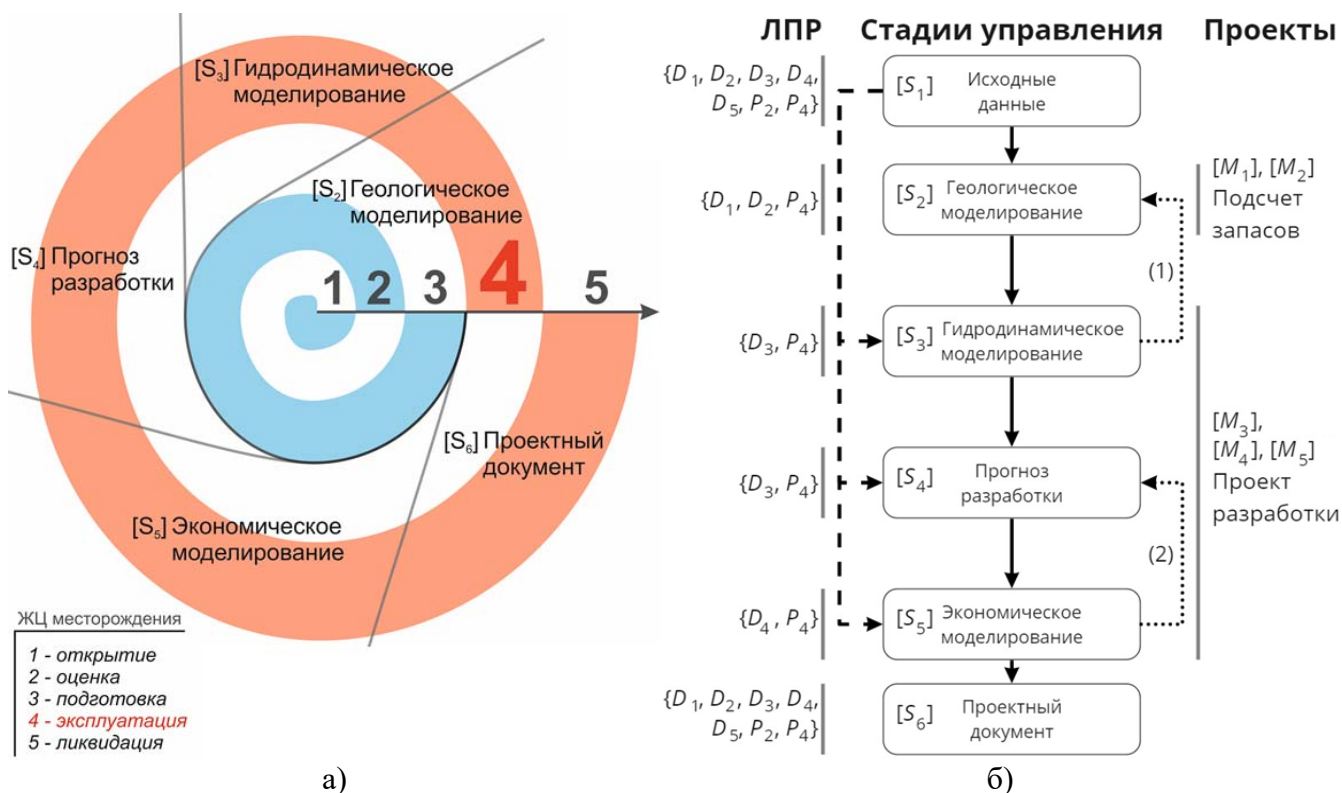 [S₃] Гидродинамическое
моделирование
[S₂] Геологическое
моделирование
[S₄] Прогноз
разработки
1 2 3 4 5
[S₆] Проектный
документ
[S₅] Экономическое
моделирование
ЖЦ месторождения
1 - открытие
2 - оценка
3 - подготовка
4 - эксплуатация
5 - ликвидация
а)
ЛПР Стадии управления Проекты
{D₁, D₂, D₃, D₄,
D₅, P₂, P₄}
[S₁] Исходные
данные
{D₁, D₂, P₄}
[S₂] Геологическое
моделирование
[M₁], [M₂]
Подсчет
запасов
(1)
{D₃, P₄}
[S₃] Гидродинамическое
моделирование
[M₃],
[M₄], [M₅]
Проект
разработки
{D₃, P₄}
[S₄] Прогноз
разработки
(2)
{D₄, P₄}
[S₅] Экономическое
моделирование
{D₁, D₂, D₃, D₄,
D₅, P₂, P₄}
[S₆] Проектный
документ
б)